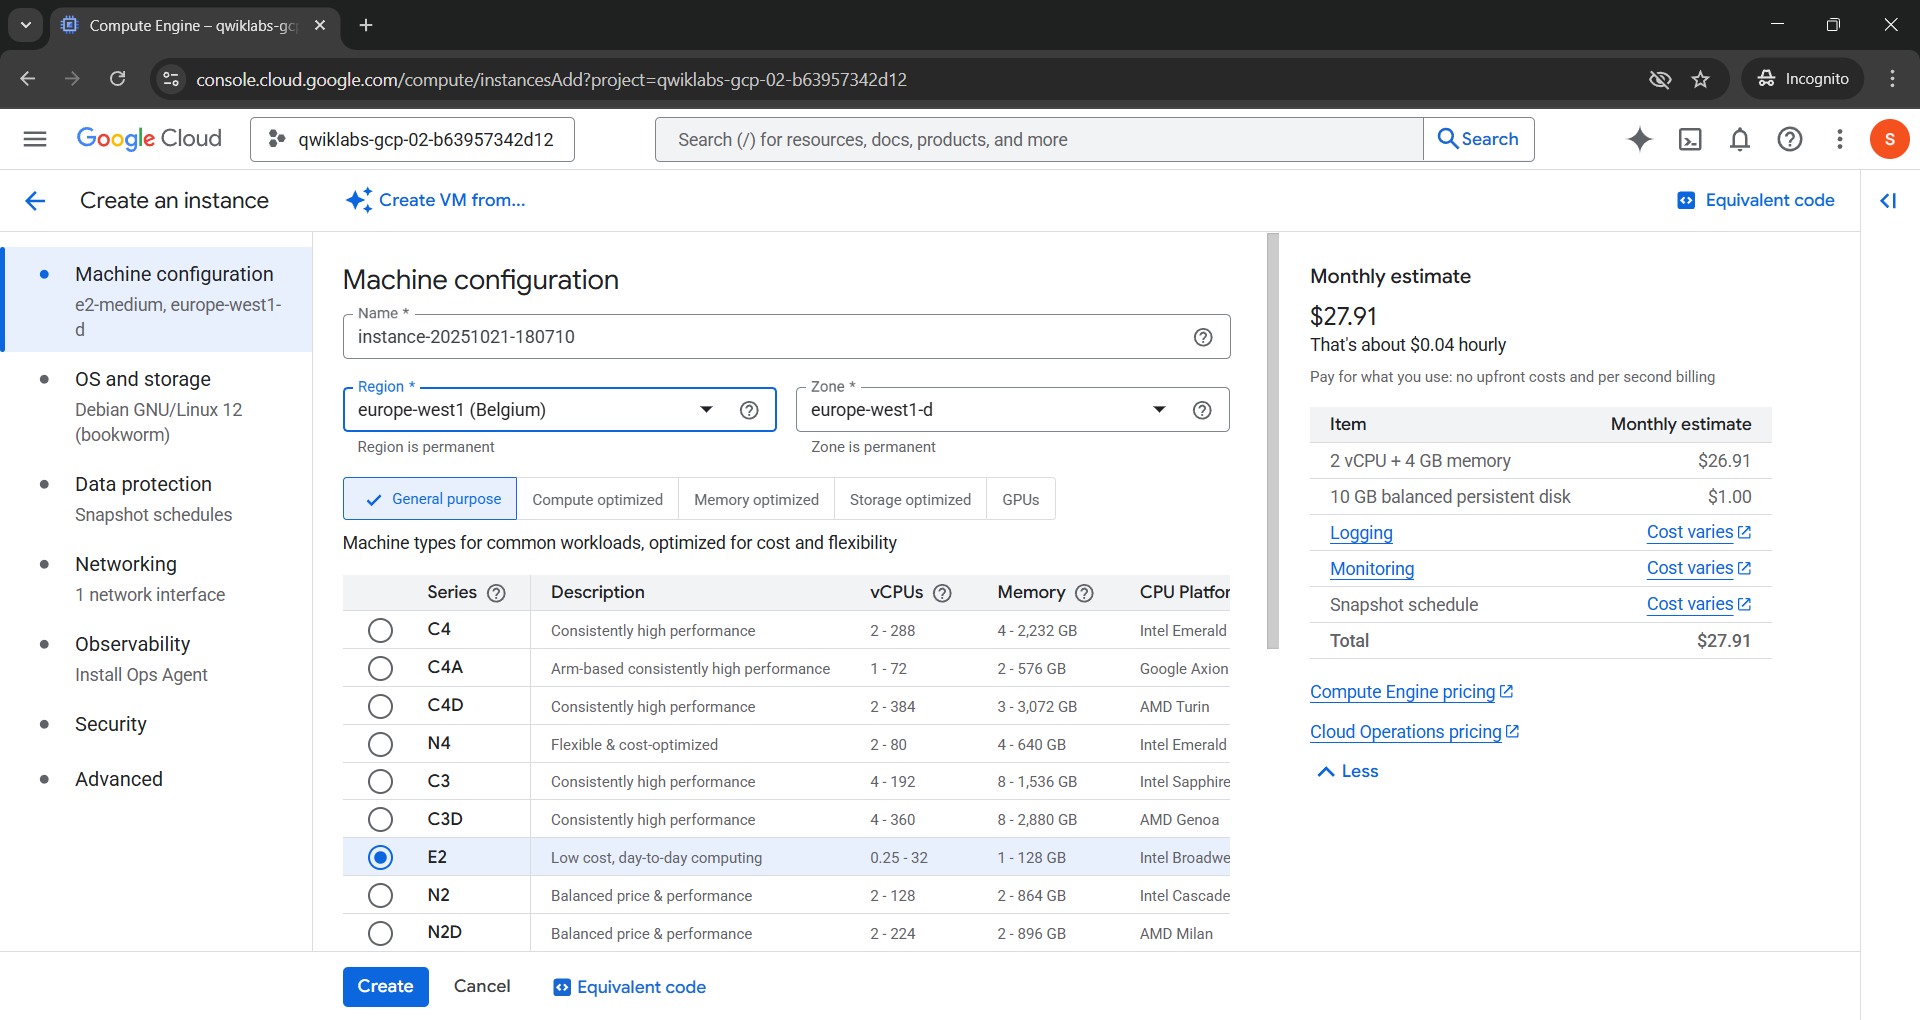 Compute Engine – qwiklabs-gcp
console.cloud.google.com/compute/instancesAdd?project=qwiklabs-gcp-02-b63957342d12
Incognito
Google Cloud
qwiklabs-gcp-02-b63957342d12
Search (/) for resources, docs, products, and more
Search
S
Create an instance
Create VM from...
Equivalent code
Machine configuration
e2-medium, europe-west1-
d
OS and storage
Debian GNU/Linux 12
(bookworm)
Data protection
Snapshot schedules
Networking
1 network interface
Observability
Install Ops Agent
Security
Advanced
Machine configuration
Name *
instance-20251021-180710
Region *
europe-west1 (Belgium)
Region is permanent
Zone *
europe-west1-d
Zone is permanent
General purpose
Compute optimized
Memory optimized
Storage optimized
GPUs
Machine types for common workloads, optimized for cost and flexibility
Series Description vCPUs Memory CPU Platfor
C4 Consistently high performance 2 - 288 4 - 2,232 GB Intel Emerald
C4A Arm-based consistently high performance 1 - 72 2 - 576 GB Google Axion
C4D Consistently high performance 2 - 384 3 - 3,072 GB AMD Turin
N4 Flexible & cost-optimized 2 - 80 4 - 640 GB Intel Emerald
C3 Consistently high performance 4 - 192 8 - 1,536 GB Intel Sapphire
C3D Consistently high performance 4 - 360 8 - 2,880 GB AMD Genoa
E2 Low cost, day-to-day computing 0.25 - 32 1 - 128 GB Intel Broadwe
N2 Balanced price & performance 2 - 128 2 - 864 GB Intel Cascade
N2D Balanced price & performance 2 - 224 2 - 896 GB AMD Milan
Create
Cancel
Equivalent code
Monthly estimate
$27.91
That's about $0.04 hourly
Pay for what you use: no upfront costs and per second billing
Item Monthly estimate
2 vCPU + 4 GB memory $26.91
10 GB balanced persistent disk $1.00
Logging Cost varies
Monitoring Cost varies
Snapshot schedule Cost varies
Total $27.91
Compute Engine pricing
Cloud Operations pricing
Less